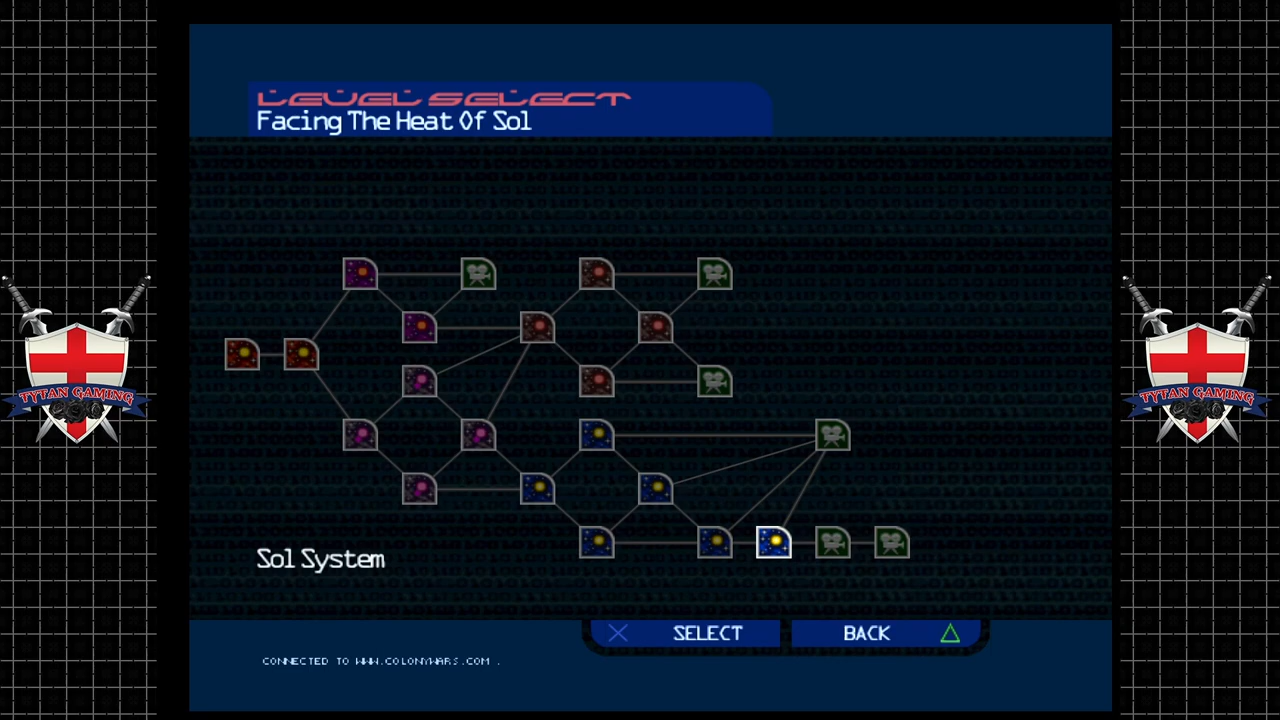 LEVEL SELECT
Facing The Heat Of Sol
TYTAN GAMING
TYTAN GAMING
Sol System
SELECT
BACK
CONNECTED TO WWW.COLONYWARS.COM .